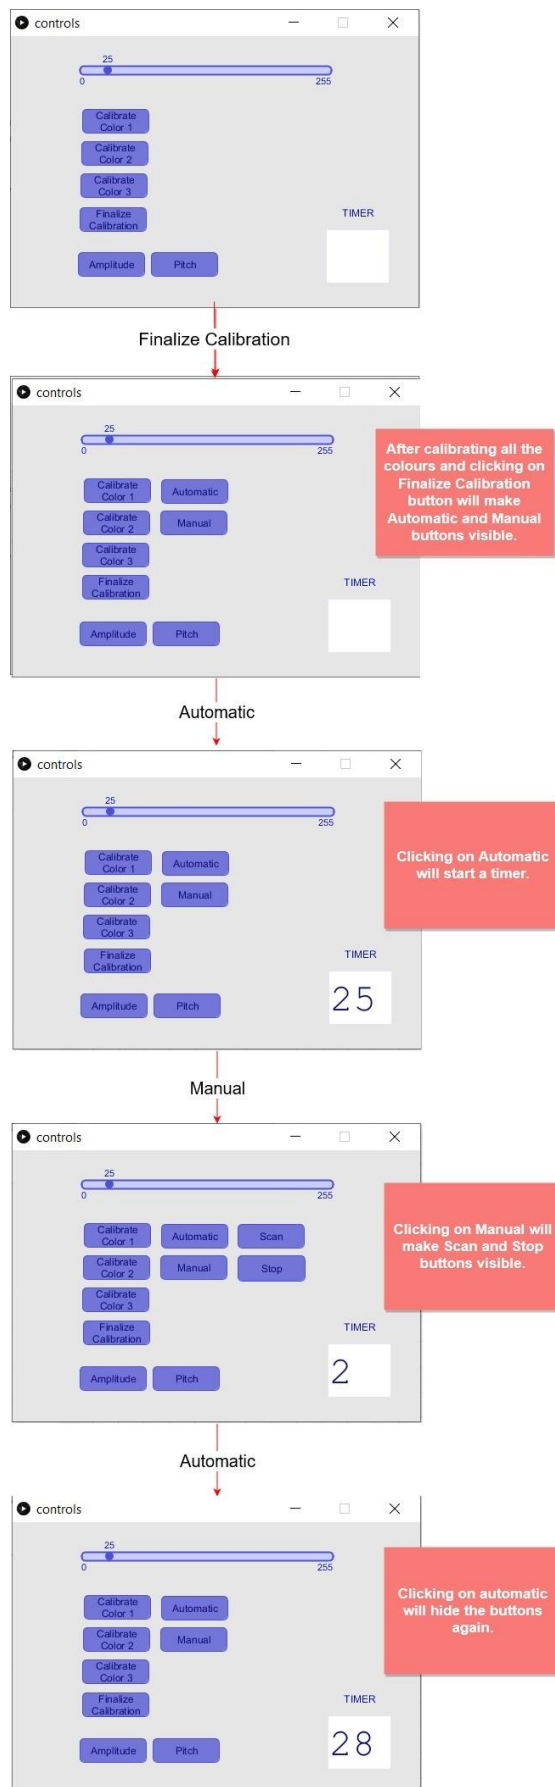 controls
25
0 255
Calibrate
Color 1
Calibrate
Color 2
Calibrate
Color 3
Finalize
Calibration
TIMER
Amplitude Pitch
Finalize Calibration
controls
25
0 255
After calibrating all the
colours and clicking on
Finalize Calibration
button will make
Automatic and Manual
buttons visible.
Calibrate
Color 1
Automatic
Calibrate
Color 2
Manual
Calibrate
Color 3
Finalize
Calibration
TIMER
Amplitude Pitch
Automatic
controls
25
0 255
Clicking on Automatic
will start a timer.
Calibrate
Color 1
Automatic
Calibrate
Color 2
Manual
Calibrate
Color 3
Finalize
Calibration
TIMER
25
Amplitude Pitch
Manual
controls
25
0 255
Clicking on Manual will
make Scan and Stop
buttons visible.
Calibrate
Color 1
Automatic Scan
Calibrate
Color 2
Manual Stop
Calibrate
Color 3
Finalize
Calibration
TIMER
2
Amplitude Pitch
Automatic
controls
25
0 255
Clicking on automatic
will hide the buttons
again.
Calibrate
Color 1
Automatic
Calibrate
Color 2
Manual
Calibrate
Color 3
Finalize
Calibration
TIMER
28
Amplitude Pitch